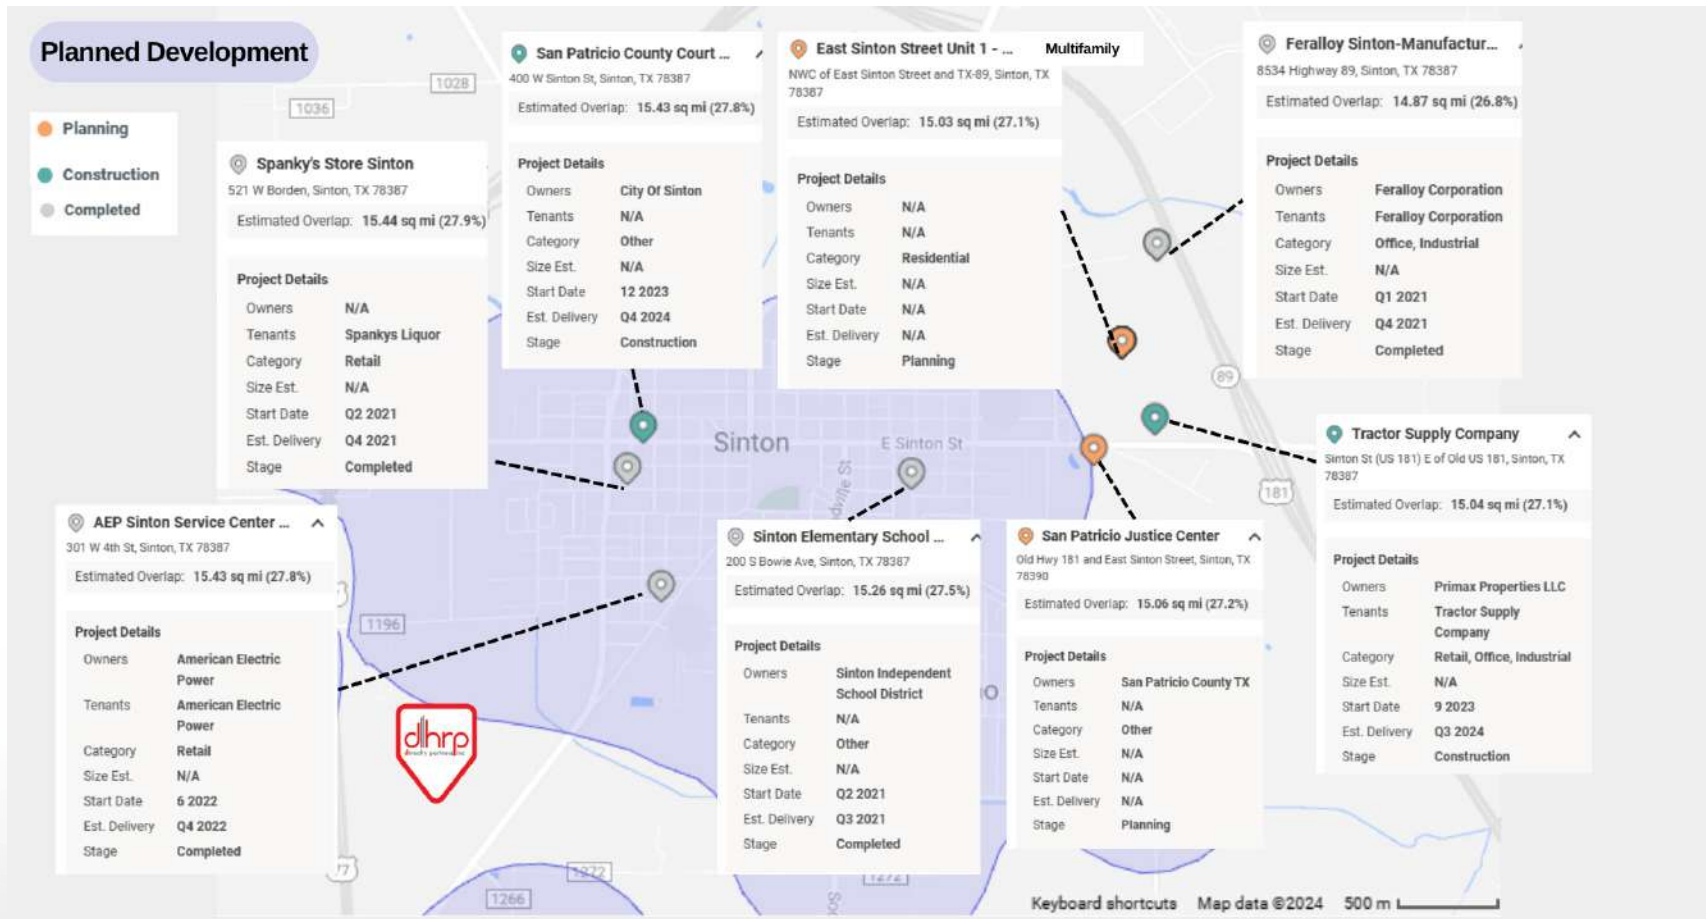 Planned Development
Planning
Construction
Completed
Spanky's Store Sinton
521 W Borden, Sinton, TX 78387
Estimated Overlap: 15.44 sq mi (27.9%)
Project Details
Owners N/A
Tenants Spankys Liquor
Category Retail
Size Est. N/A
Start Date Q2 2021
Est. Delivery Q4 2021
Stage Completed
San Patricio County Court ...
400 W Sinton St, Sinton, TX 78387
Estimated Overlap: 15.43 sq mi (27.8%)
Project Details
Owners City Of Sinton
Tenants N/A
Category Other
Size Est. N/A
Start Date 12 2023
Est. Delivery Q4 2024
Stage Construction
East Sinton Street Unit 1 - ... Multifamily
NWC of East Sinton Street and TX-89, Sinton, TX
78387
Estimated Overlap: 15.03 sq mi (27.1%)
Project Details
Owners N/A
Tenants N/A
Category Residential
Size Est. N/A
Start Date N/A
Est. Delivery N/A
Stage Planning
Feralloy Sinton-Manufactur...
8534 Highway 89, Sinton, TX 78387
Estimated Overlap: 14.87 sq mi (26.8%)
Project Details
Owners Feralloy Corporation
Tenants Feralloy Corporation
Category Office, Industrial
Size Est. N/A
Start Date Q1 2021
Est. Delivery Q4 2021
Stage Completed
AEP Sinton Service Center ...
301 W 4th St, Sinton, TX 78387
Estimated Overlap: 15.43 sq mi (27.8%)
Project Details
Owners American Electric
Power
Tenants American Electric
Power
Category Retail
Size Est. N/A
Start Date 6 2022
Est. Delivery Q4 2022
Stage Completed
Sinton Elementary School ...
200 S Bowie Ave, Sinton, TX 78387
Estimated Overlap: 15.26 sq mi (27.5%)
Project Details
Owners Sinton Independent
School District
Tenants N/A
Category Other
Size Est. N/A
Start Date Q2 2021
Est. Delivery Q3 2021
Stage Completed
San Patricio Justice Center
Old Hwy 181 and East Sinton Street, Sinton, TX
78390
Estimated Overlap: 15.06 sq mi (27.2%)
Project Details
Owners San Patricio County TX
Tenants N/A
Category Other
Size Est. N/A
Start Date N/A
Est. Delivery N/A
Stage Planning
Tractor Supply Company
Sinton St (US 181) E of Old US 181, Sinton, TX
78387
Estimated Overlap: 15.04 sq mi (27.1%)
Project Details
Owners Primax Properties LLC
Tenants Tractor Supply
Company
Category Retail, Office, Industrial
Size Est. N/A
Start Date 9 2023
Est. Delivery Q3 2024
Stage Construction
1028
1036
89
Sinton
E Sinton St
181
1196
dhrp
1272
1266
1272
Keyboard shortcuts Map data ©2024 500 m